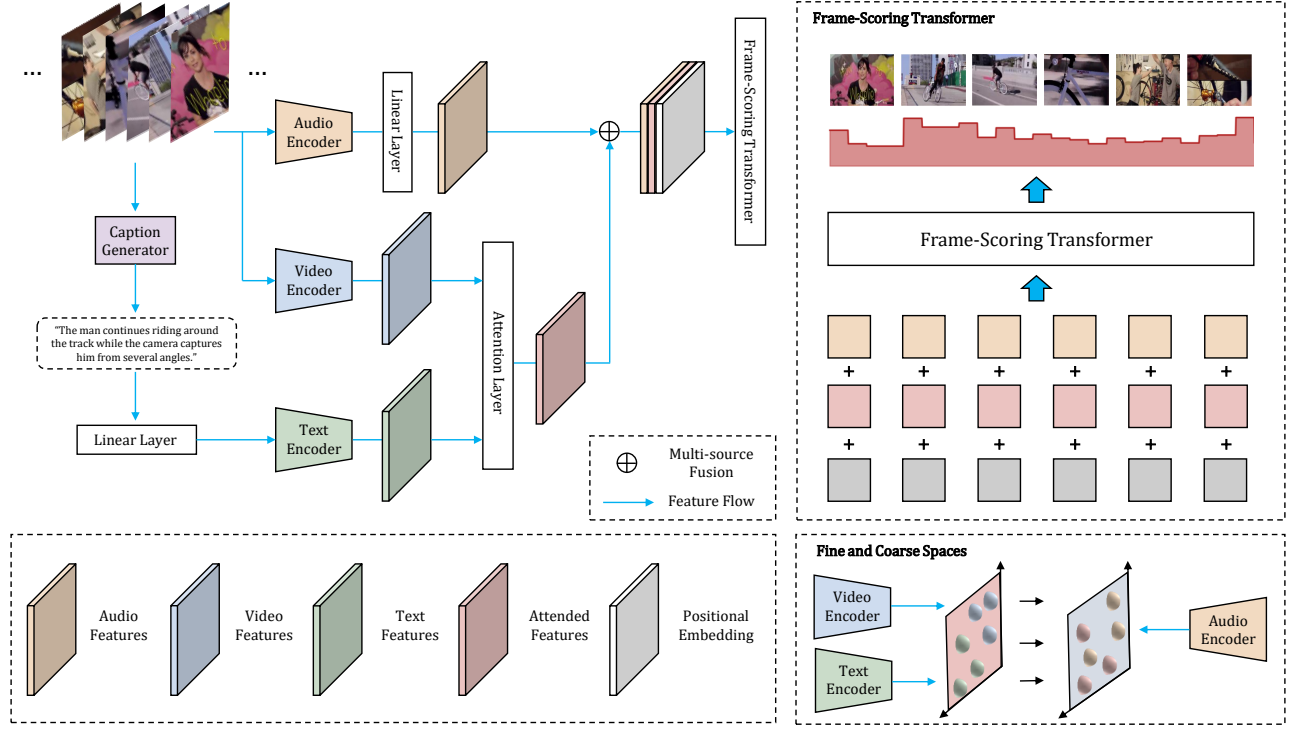 ...
...
Audio
Encoder
Linear Layer
Frame-Scoring Transformer
Caption
Generator
Video
Encoder
"The man continues riding around
the track while the camera captures
him from several angles."
Attention Layer
Linear Layer
Text
Encoder
Multi-source
Fusion
Feature Flow
Audio
Features
Video
Features
Text
Features
Attended
Features
Positional
Embedding
Frame-Scoring Transformer
Frame-Scoring Transformer
+ + + + + +
+ + + + + +
Fine and Coarse Spaces
Video
Encoder
Text
Encoder
Audio
Encoder